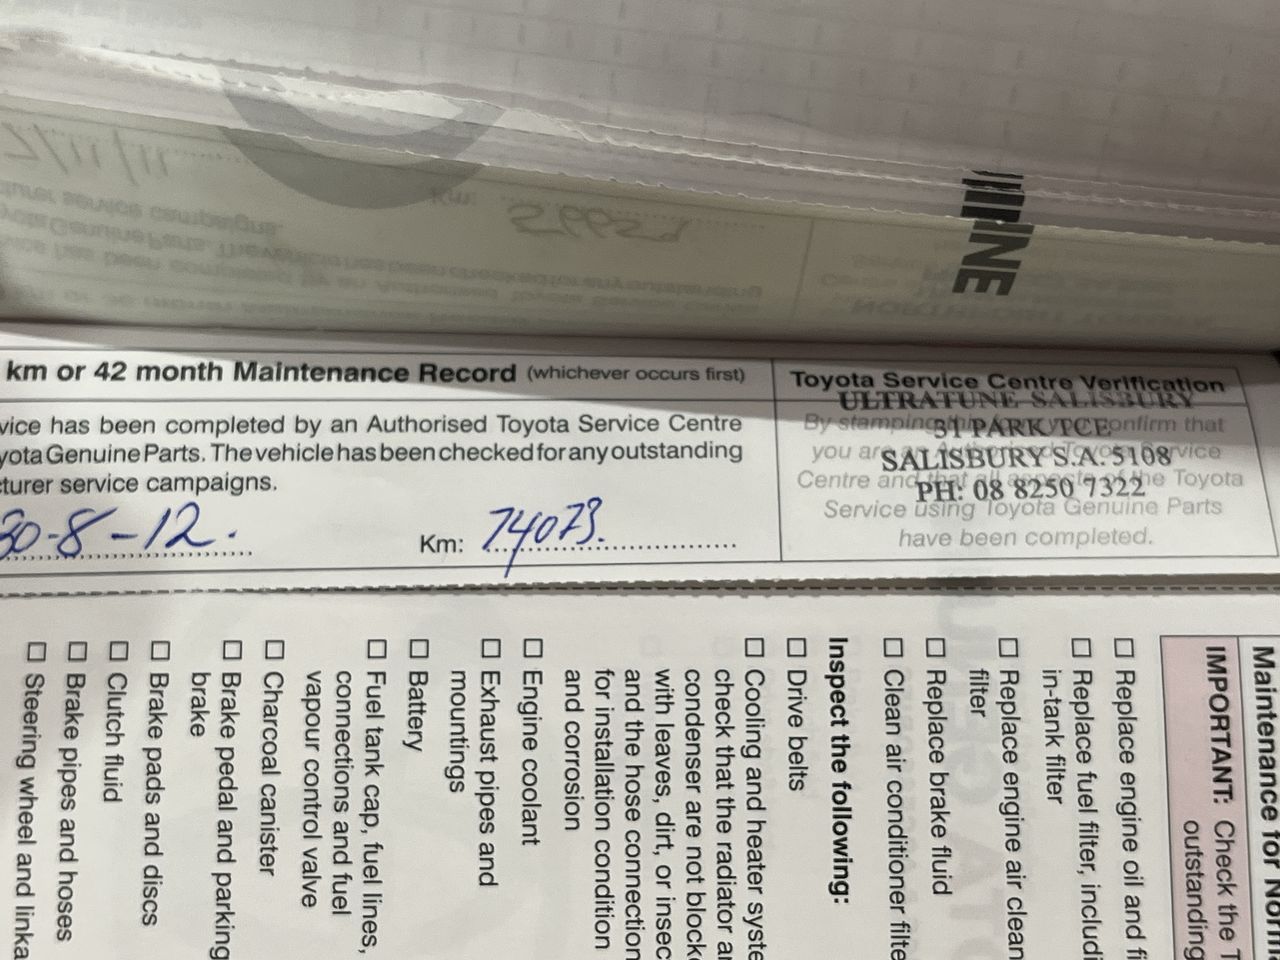 km or 42 month Maintenance Record (whichever occurs first)
vice has been completed by an Authorised Toyota Service Centre
yota Genuine Parts. The vehicle has been checked for any outstanding
cturer service campaigns.
30-8-12.
Km: 74073.
Toyota Service Centre Verification
ULTRATUNE SALISBURY
31 PARK TCE
SALISBURY S.A. 5108
PH: 08 8250 7322
By stamping confirm that
you are an Authorised Toyota Service
Centre and that all aspects of the Toyota
Service using Toyota Genuine Parts
have been completed.
Maintenance for Norm
IMPORTANT: Check the T
outstanding
☐ Replace engine oil and fi
☐ Replace fuel filter, includi
in-tank filter
☐ Replace engine air clean
filter
☐ Replace brake fluid
☐ Clean air conditioner filte
Inspect the following:
☐ Drive belts
☐ Cooling and heater syste
check that the radiator a
condenser are not block
with leaves, dirt, or insec
and the hose connection
for installation condition
and corrosion
☐ Engine coolant
☐ Exhaust pipes and
mountings
☐ Battery
☐ Fuel tank cap, fuel lines,
connections and fuel
vapour control valve
☐ Charcoal canister
☐ Brake pedal and parking
brake
☐ Brake pads and discs
☐ Clutch fluid
☐ Brake pipes and hoses
☐ Steering wheel and linka